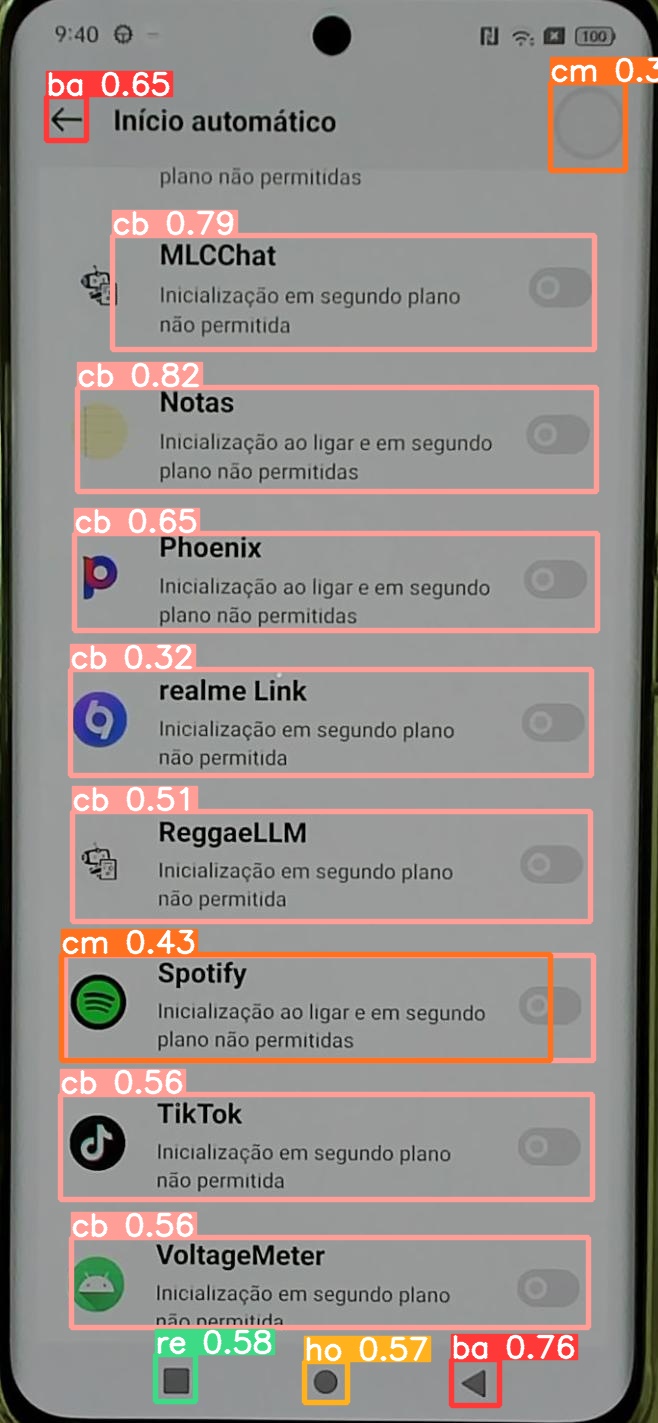 9:40
100
ba 0.65
cm 0.3
Início automático
plano não permitidas
cb 0.79
MLCChat
Inicialização em segundo plano
não permitida
cb 0.82
Notas
Inicialização ao ligar e em segundo
plano não permitidas
cb 0.65
Phoenix
Inicialização ao ligar e em segundo
plano não permitidas
cb 0.32
realme Link
Inicialização em segundo plano
não permitida
cb 0.51
ReggaeLLM
Inicialização em segundo plano
não permitida
cm 0.43
Spotify
Inicialização ao ligar e em segundo
plano não permitidas
cb 0.56
TikTok
Inicialização em segundo plano
não permitida
cb 0.56
VoltageMeter
Inicialização em segundo plano
não permitida
re 0.58
ho 0.57
ba 0.76